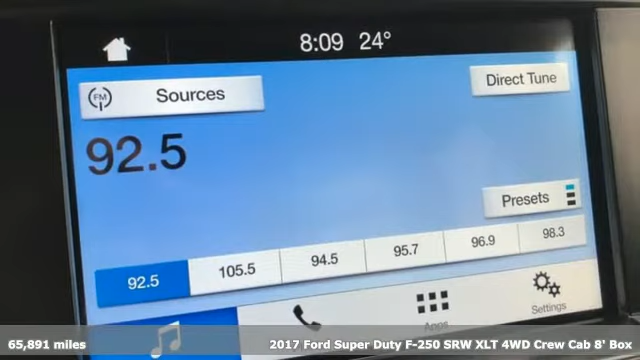 8:09 24°
FM Sources
Direct Tune
92.5
Presets
92.5 105.5 94.5 95.7 96.9 98.3
Apps
Settings
65,891 miles
2017 Ford Super Duty F-250 SRW XLT 4WD Crew Cab 8' Box